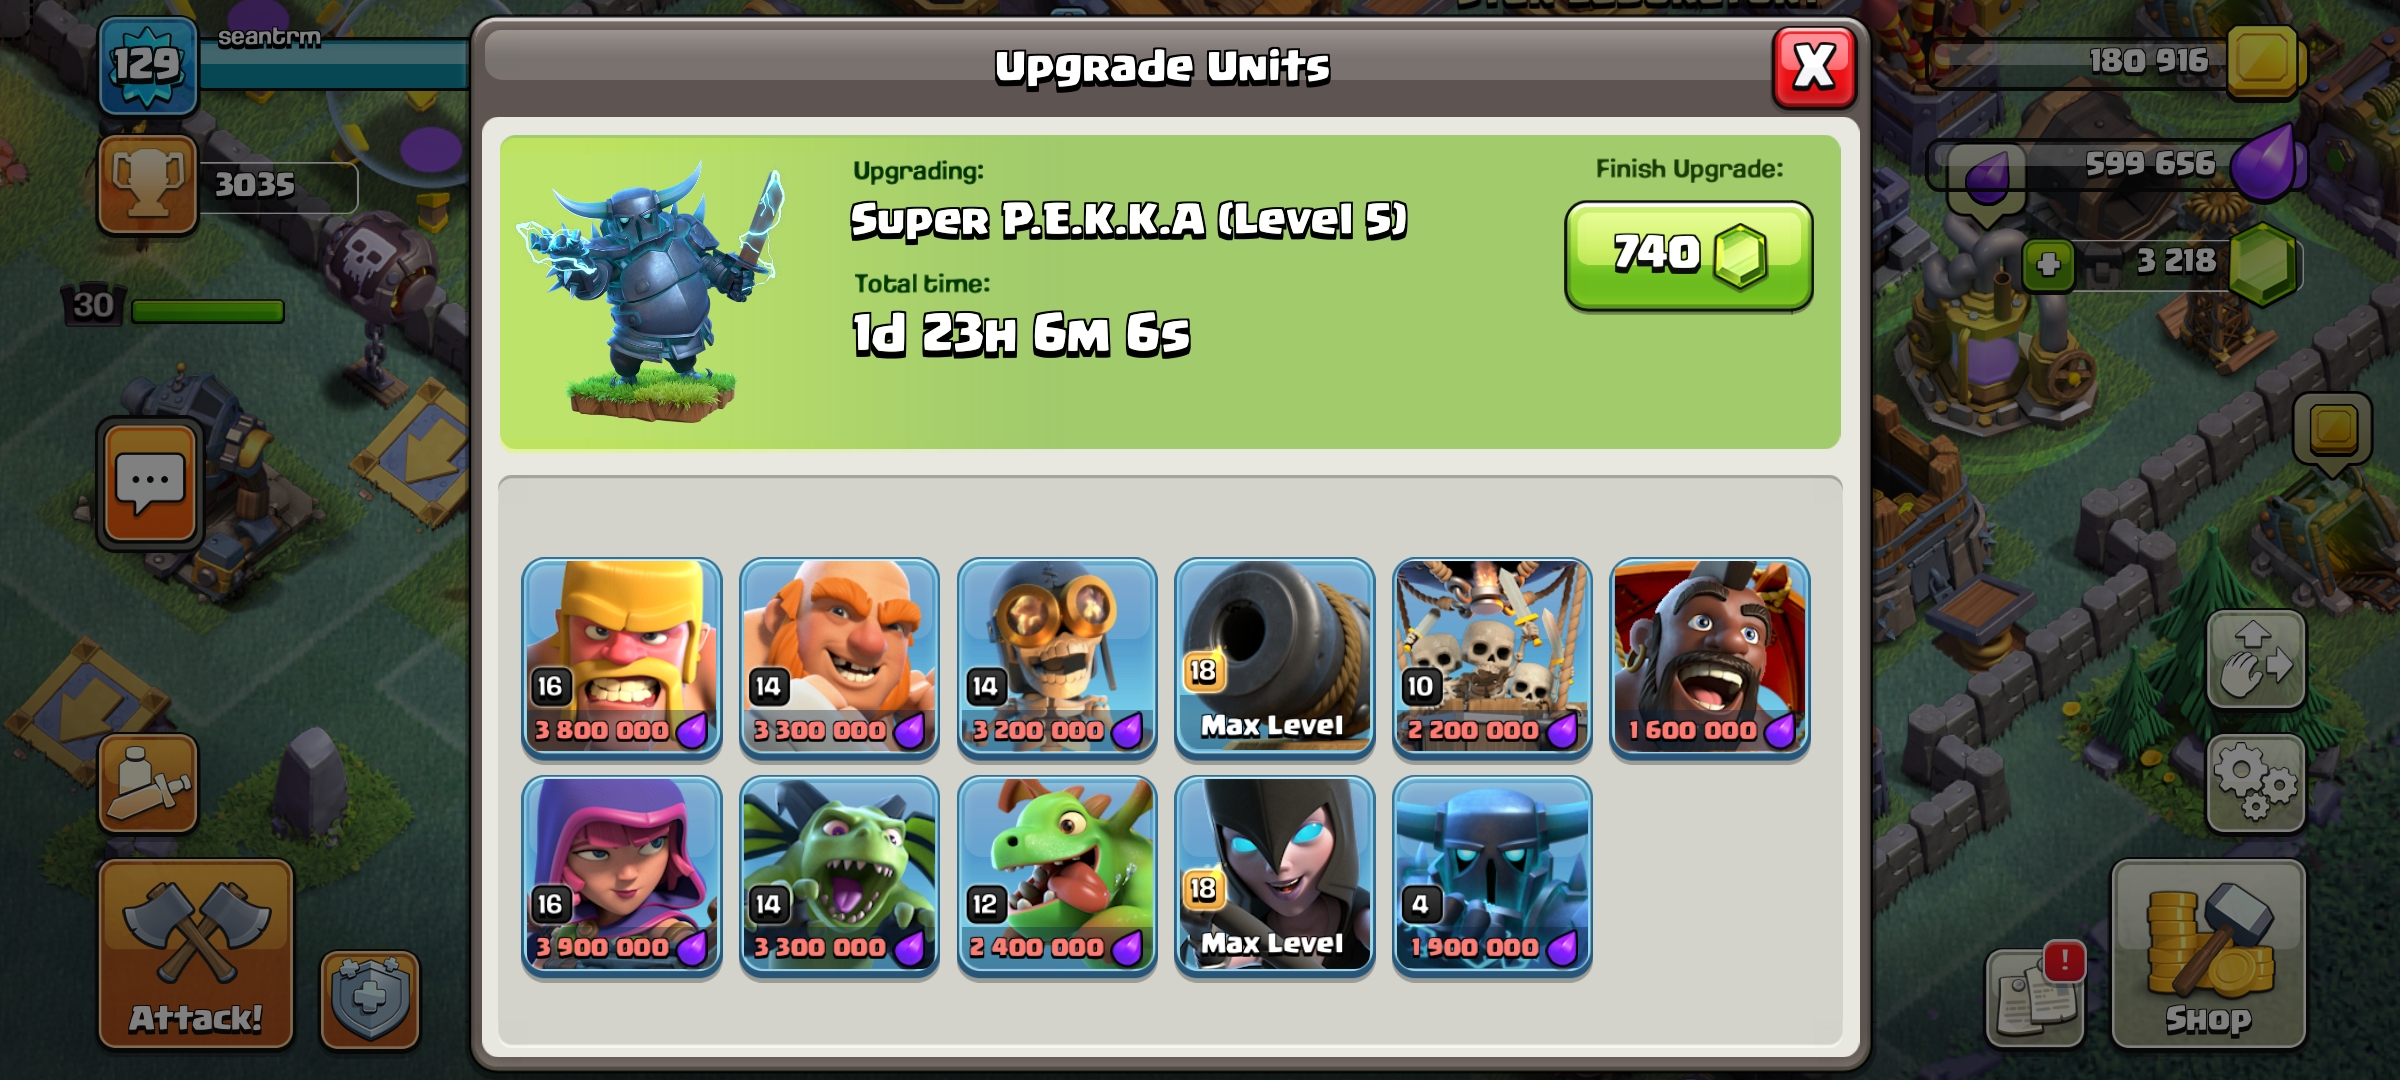 129
seantrm
Upgrade Units
X
180 916
3035
Upgrading:
Super P.E.K.K.A (Level 5)
Total time:
1d 23H 6M 6S
Finish Upgrade:
740
599 656
3 218
30
16
3 800 000
14
3 300 000
14
3 200 000
18
Max Level
10
2 200 000
1 600 000
16
3 900 000
14
3 300 000
12
2 400 000
18
Max Level
4
1 900 000
Attack!
!
Shop